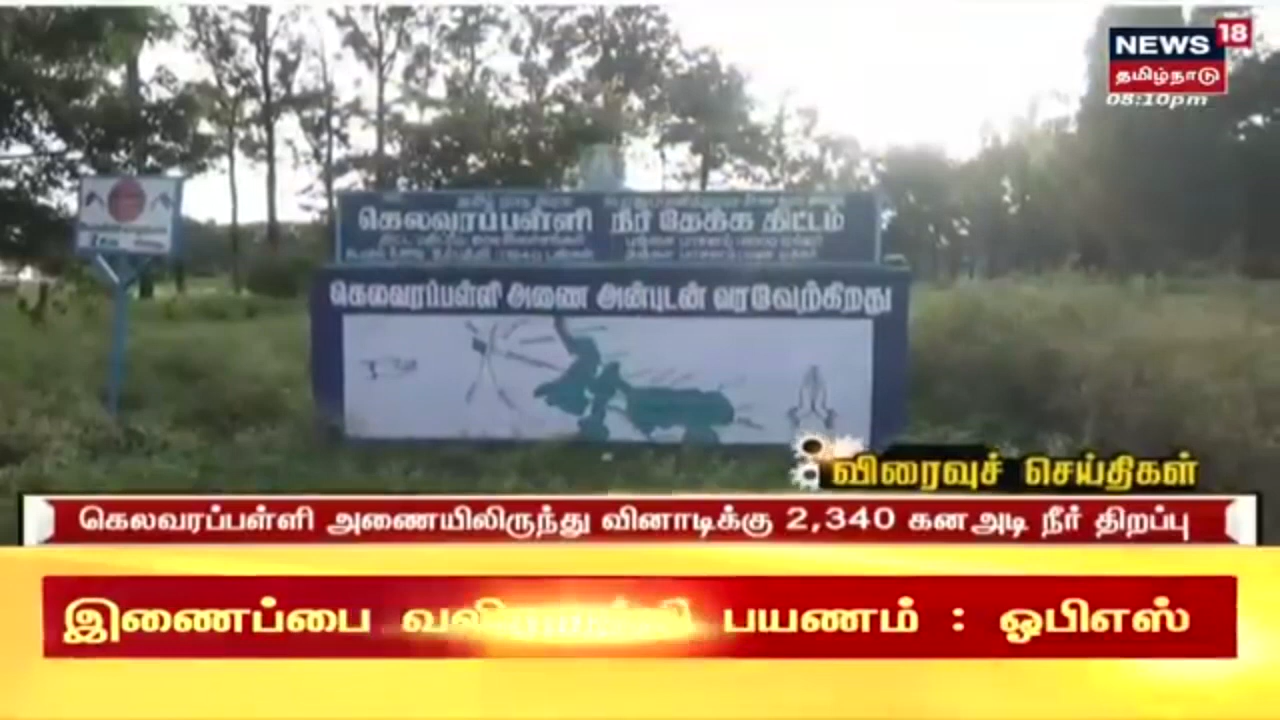 NEWS 18
தமிழ்நாடு
08:10pm
கெலவரப்பள்ளி நீர் தேக்க திட்டம்
கெலவரப்பள்ளி அணை அன்புடன் வரவேற்கிறது
விரைவுச் செய்திகள்
கெலவரப்பள்ளி அணையிலிருந்து வினாடிக்கு 2,340 கனஅடி நீர் திறப்பு
இணைப்பை பயணம் : ஓபிஎஸ்